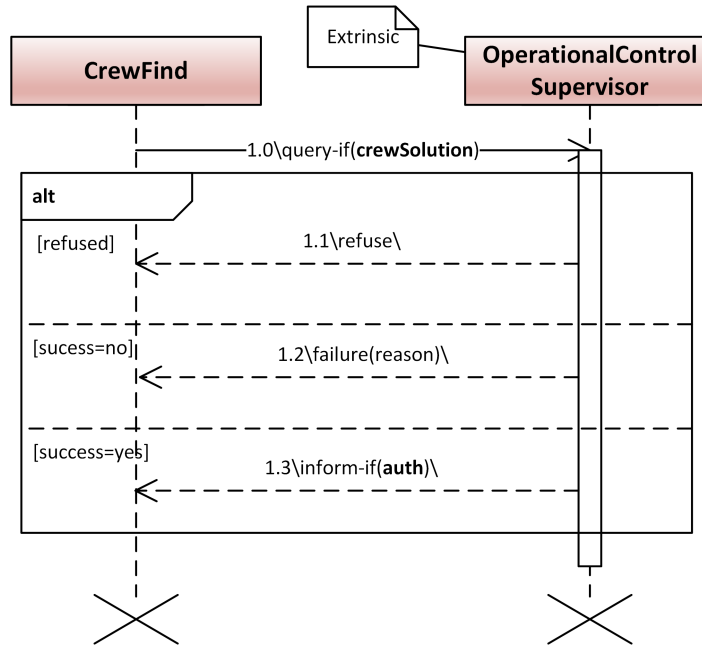 Extrinsic
CrewFind
OperationalControl
Supervisor
1.0\query-if(crewSolution)
alt
[refused]
1.1\refuse\
[sucess=no]
1.2\failure(reason)\
[success=yes]
1.3\inform-if(auth)\